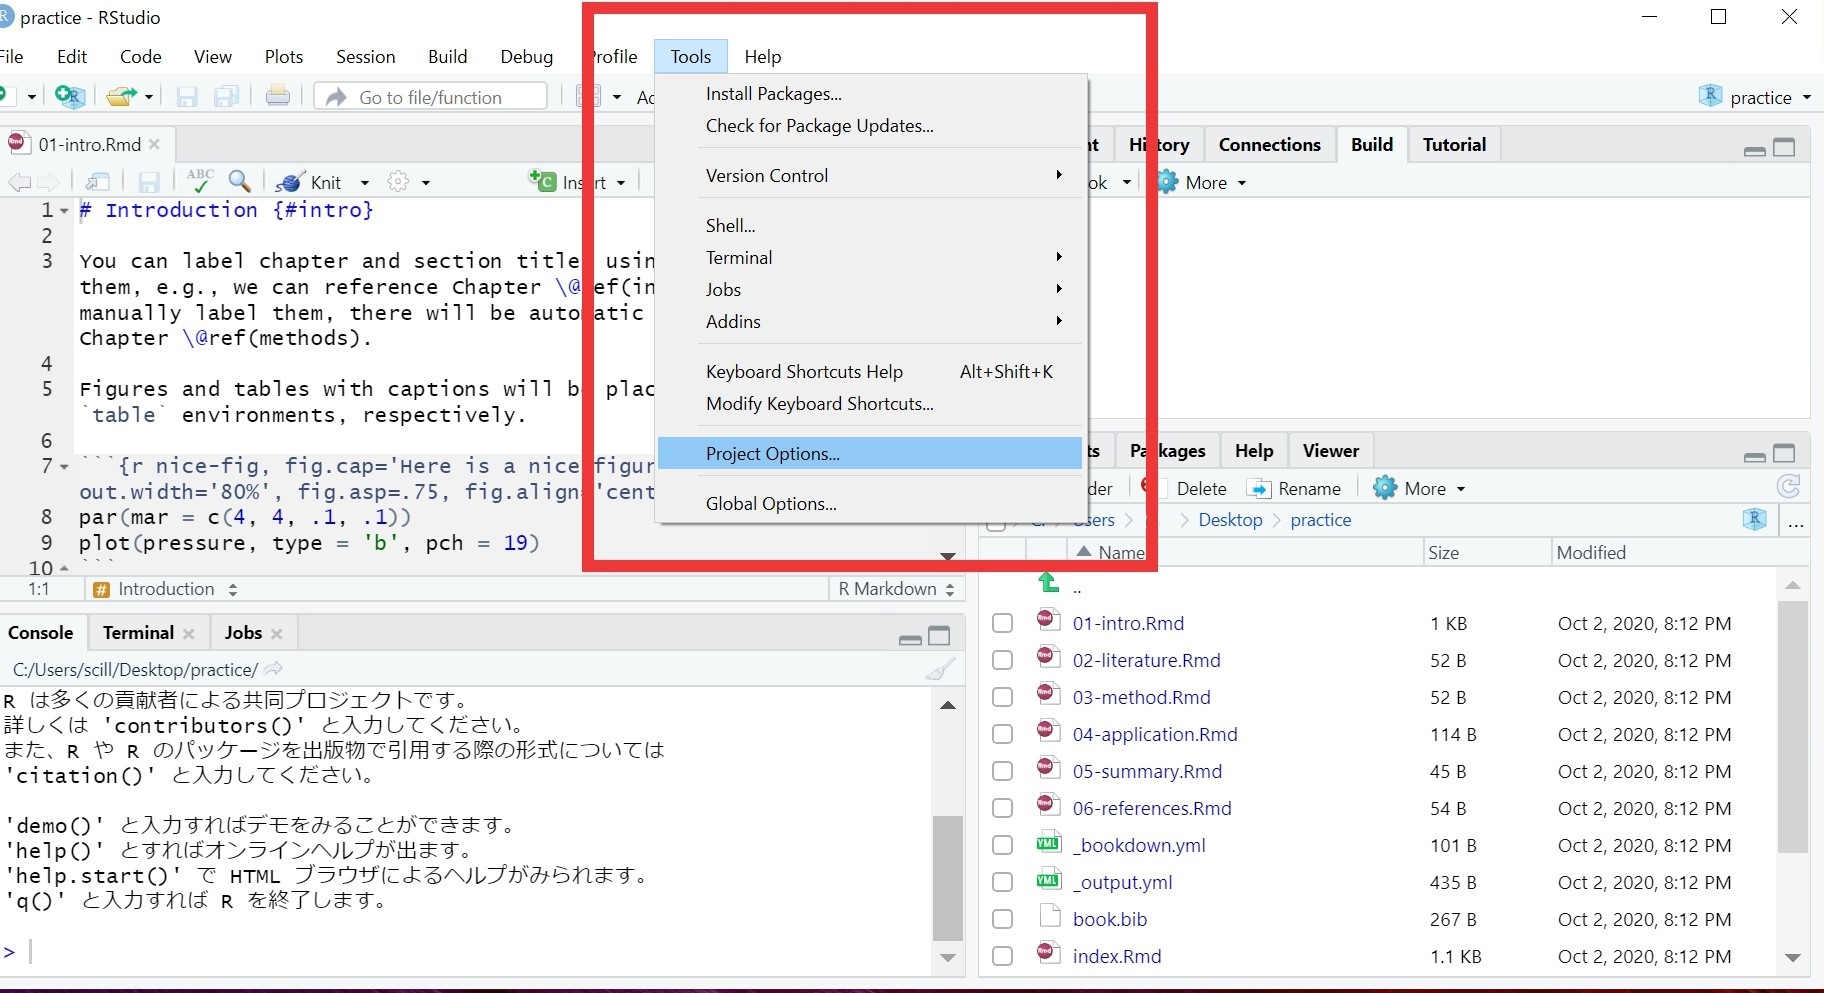 practice - RStudio
File Edit Code View Plots Session Build Debug Profile Tools Help
Go to file/function
practice
Install Packages...
Check for Package Updates...
Version Control
Shell...
Terminal
Jobs
Addins
Keyboard Shortcuts Help Alt+Shift+K
Modify Keyboard Shortcuts...
Project Options...
Global Options...
01-intro.Rmd
ABC Knit Insert
1 # Introduction {#intro}
2
3 You can label chapter and section title usin
them, e.g., we can reference Chapter \@ ef(in
manually label them, there will be autom tic
Chapter \@ref(methods).
4
5 Figures and tables with captions will b plac
`table` environments, respectively.
6
7 ```{r nice-fig, fig.cap='Here is a nice figur
out.width='80%', fig.asp=.75, fig.align='cent
8 par(mar = c(4, 4, .1, .1))
9 plot(pressure, type = 'b', pch = 19)
10 ```
1:1 # Introduction R Markdown
Console Terminal Jobs
C:/Users/scill/Desktop/practice/
R は多くの貢献者による共同プロジェクトです。
詳しくは 'contributors()' と入力してください。
また、R や R のパッケージを出版物で引用する際の形式については
'citation()' と入力してください。
'demo()' と入力すればデモをみることができます。
'help()' とすればオンラインヘルプが出ます。
'help.start()' で HTML ブラウザによるヘルプがみられます。
'q()' と入力すれば R を終了します。
>
nt History Connections Build Tutorial
ok More
ts Packages Help Viewer
der Delete Rename More
Users Desktop practice ...
Name Size Modified
..
01-intro.Rmd 1 KB Oct 2, 2020, 8:12 PM
02-literature.Rmd 52 B Oct 2, 2020, 8:12 PM
03-method.Rmd 52 B Oct 2, 2020, 8:12 PM
04-application.Rmd 114 B Oct 2, 2020, 8:12 PM
05-summary.Rmd 45 B Oct 2, 2020, 8:12 PM
06-references.Rmd 54 B Oct 2, 2020, 8:12 PM
_bookdown.yml 101 B Oct 2, 2020, 8:12 PM
_output.yml 435 B Oct 2, 2020, 8:12 PM
book.bib 267 B Oct 2, 2020, 8:12 PM
index.Rmd 1.1 KB Oct 2, 2020, 8:12 PM